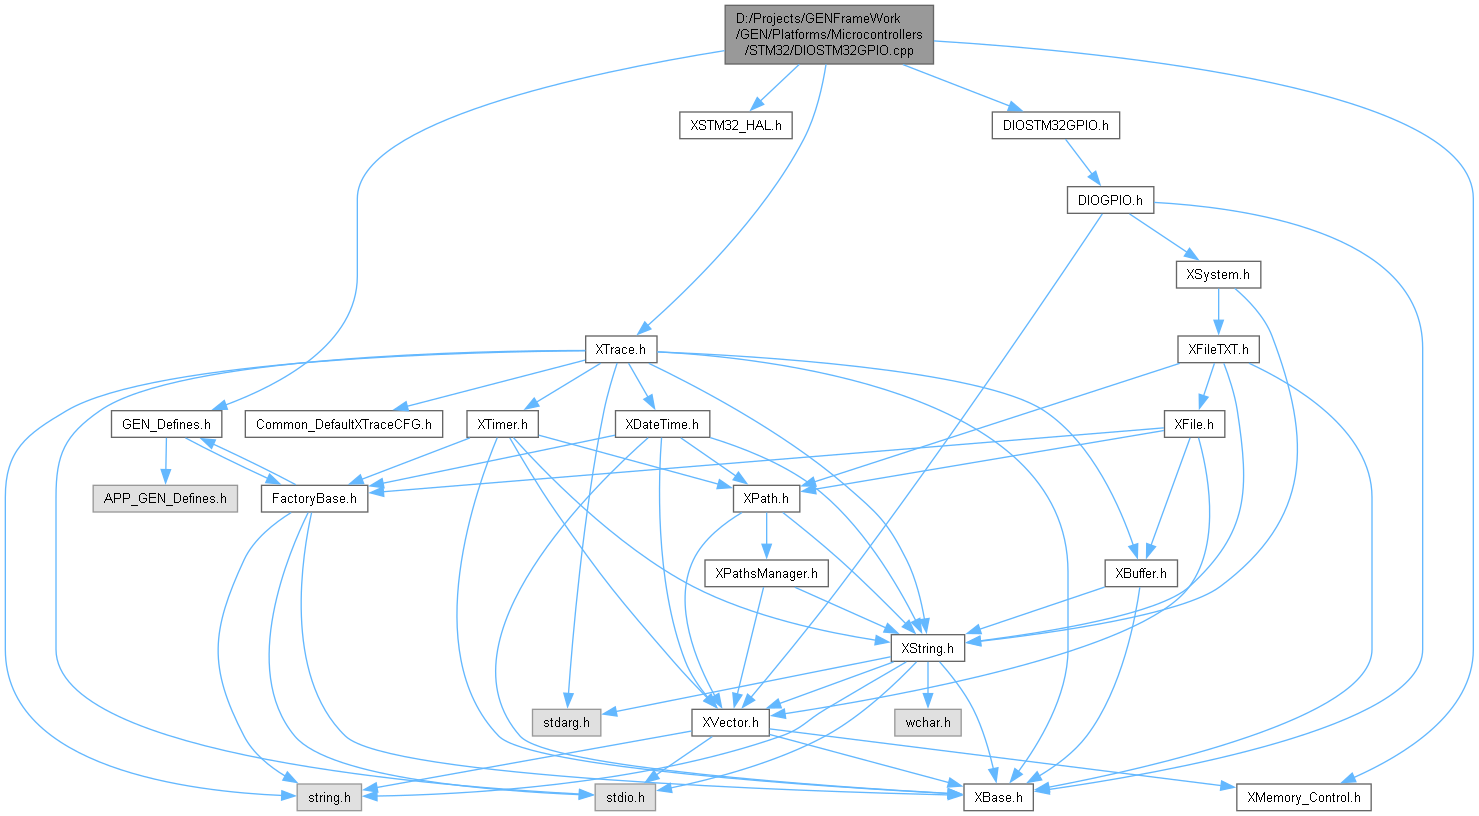 D:/Projects/GENFrameWork
/GEN/Platforms/Microcontrollers
/STM32/DIOSTM32GPIO.cpp
XSTM32_HAL.h
DIOSTM32GPIO.h
DIOGPIO.h
XSystem.h
XTrace.h
XFileTXT.h
GEN_Defines.h
Common_DefaultXTraceCFG.h
XTimer.h
XDateTime.h
XFile.h
APP_GEN_Defines.h
FactoryBase.h
XPath.h
XPathsManager.h
XBuffer.h
XString.h
stdarg.h
XVector.h
wchar.h
string.h
stdio.h
XBase.h
XMemory_Control.h